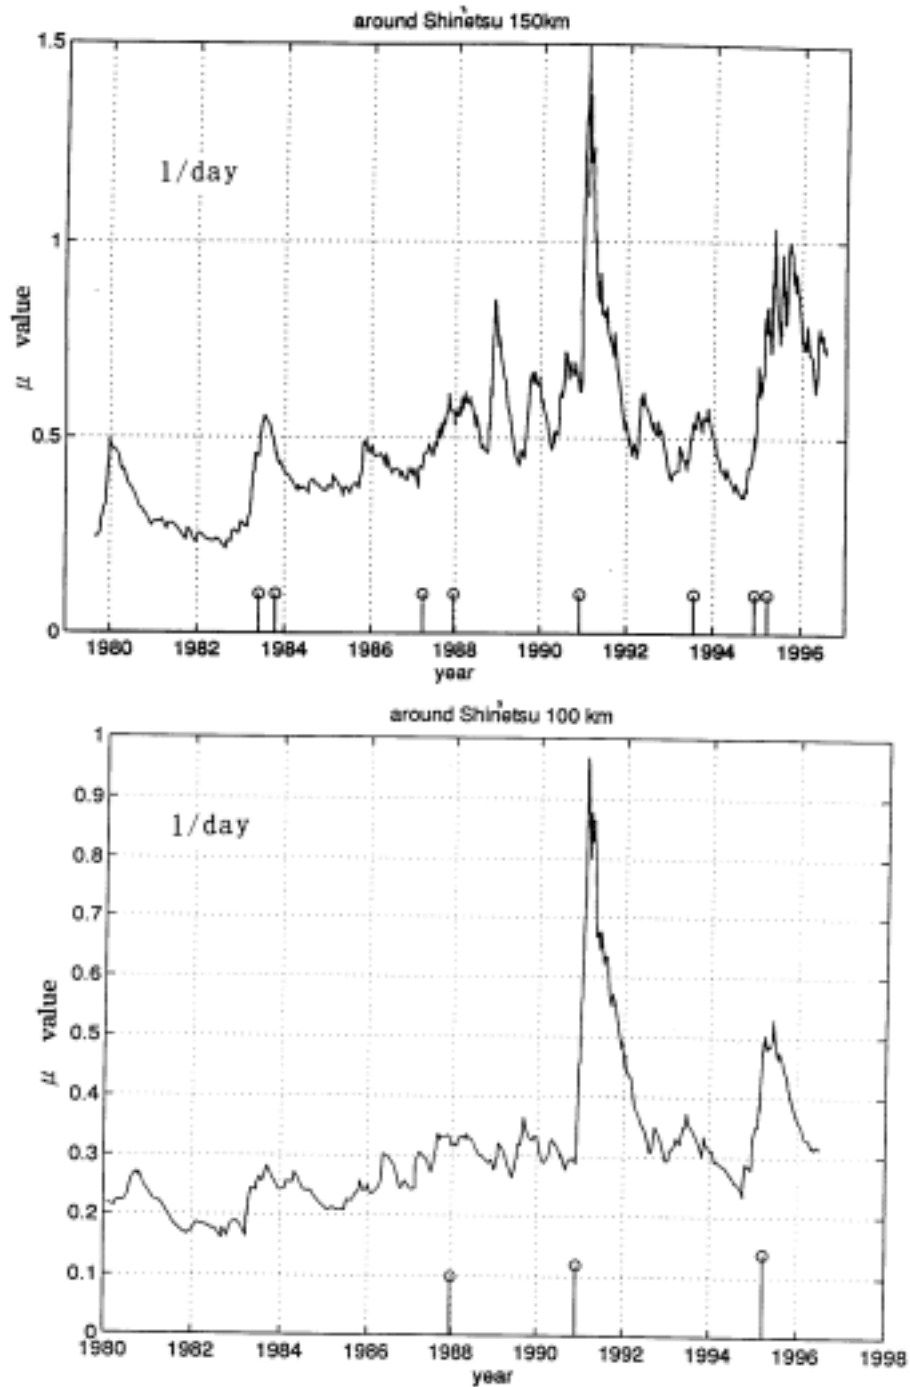 around Shinetsu 150km
1.5
1/day
1
μ value
0.5
0
1980 1982 1984 1986 1988 1990 1992 1994 1996
year
around Shinetsu 100 km
1
0.9
1/day
0.8
0.7
0.6
μ value
0.5
0.4
0.3
0.2
0.1
0
1980 1982 1984 1986 1988 1990 1992 1994 1996 1998
year